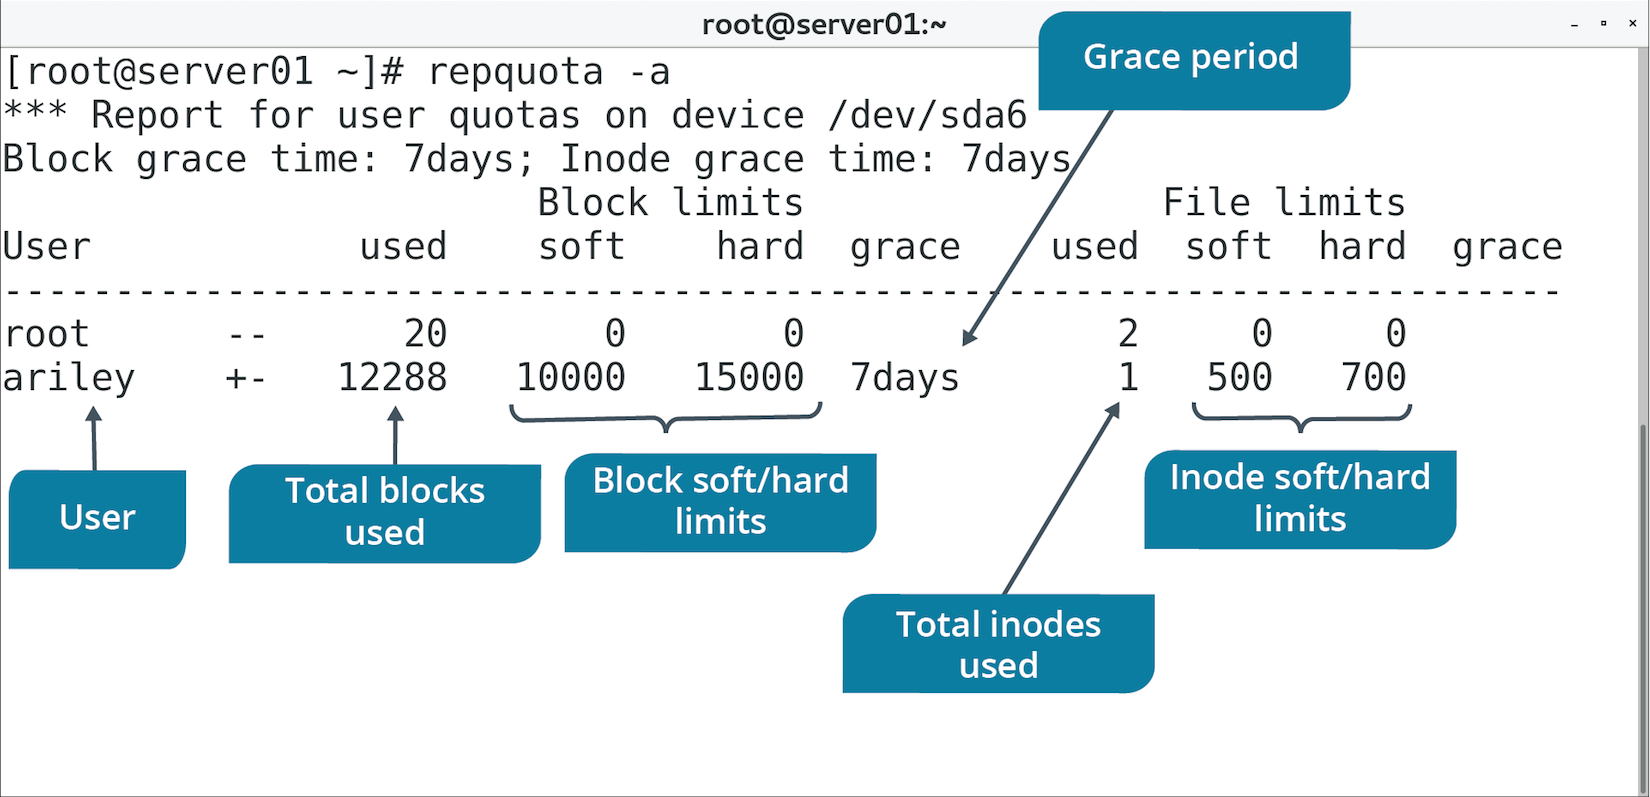 root@server01:~
Grace period
[root@server01 ~]# repquota -a
*** Report for user quotas on device /dev/sda6
Block grace time: 7days; Inode grace time: 7days
Block limits File limits
User used soft hard grace used soft hard grace
----------------------------------------------------------------------
root -- 20 0 0 2 0 0
ariley +- 12288 10000 15000 7days 1 500 700
User
Total blocks
used
Block soft/hard
limits
Inode soft/hard
limits
Total inodes
used